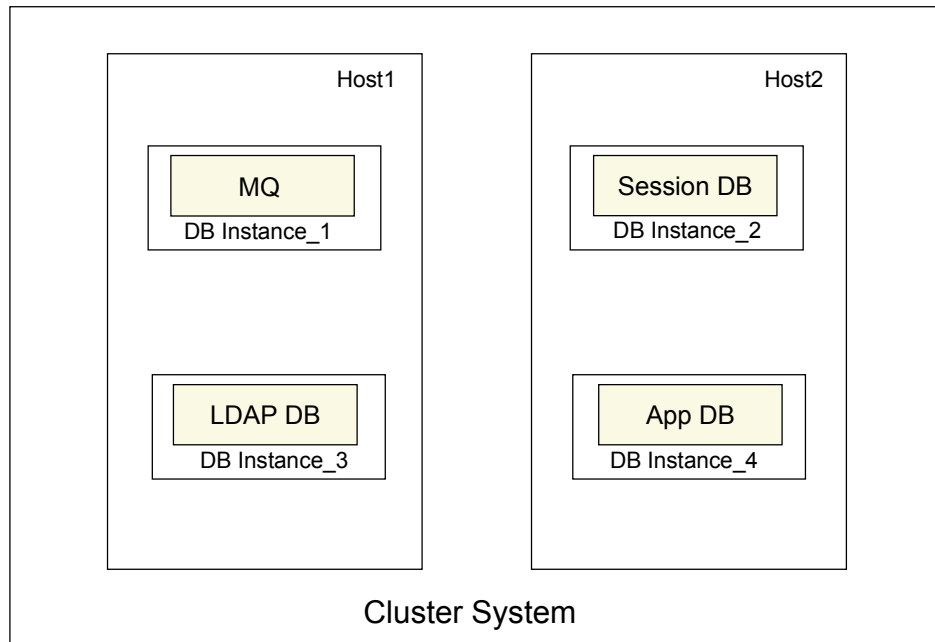 Host1
MQ
DB Instance_1
LDAP DB
DB Instance_3
Host2
Session DB
DB Instance_2
App DB
DB Instance_4
Cluster System